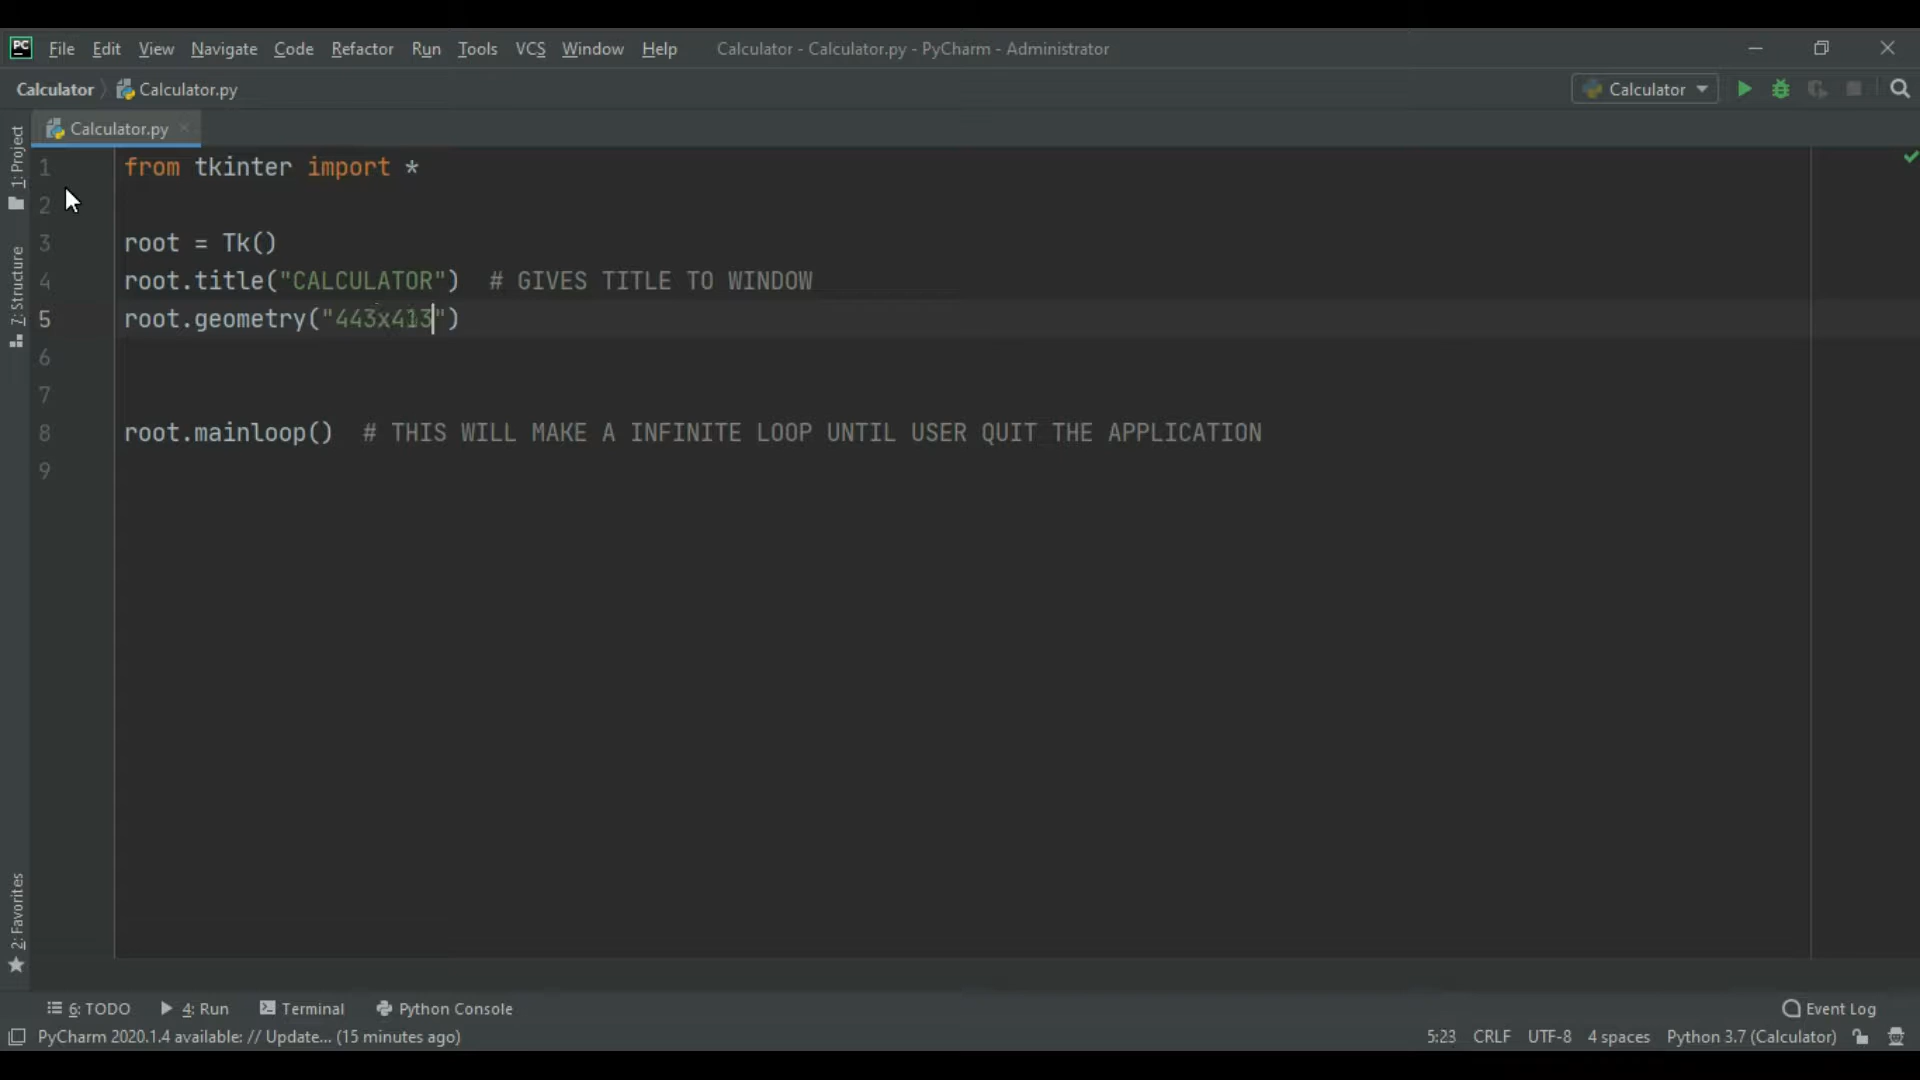 PC File Edit View Navigate Code Refactor Run Tools VCS Window Help Calculator - Calculator.py - PyCharm - Administrator
Calculator Calculator.py Calculator
Calculator.py
1: Project
7: Structure
2: Favorites
1 from tkinter import *
2
3 root = Tk()
4 root.title("CALCULATOR") # GIVES TITLE TO WINDOW
5 root.geometry("443x413")
6
7
8 root.mainloop() # THIS WILL MAKE A INFINITE LOOP UNTIL USER QUIT THE APPLICATION
9
6: TODO 4: Run Terminal Python Console Event Log
PyCharm 2020.1.4 available: // Update... (15 minutes ago) 5:23 CRLF UTF-8 4 spaces Python 3.7 (Calculator)